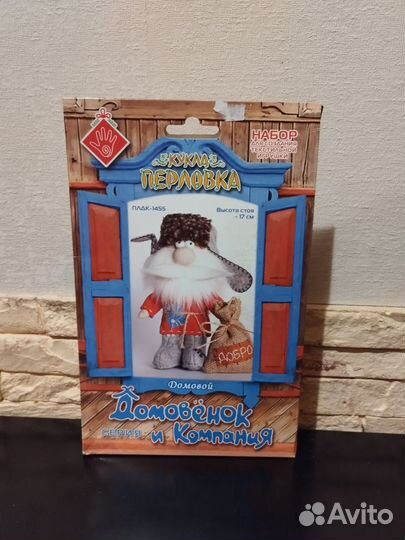 НАБОР
ДЛЯ СОЗДАНИЯ
ТЕКСТИЛЬНОЙ
ИГРУШКИ
КУКЛА
ПЕРЛОВКА
ПЛДК-1455
Высота стоя
- 17 см
ДОБРО
Домовой
Домовёнок
СЕРИЯ и Компания
Avito